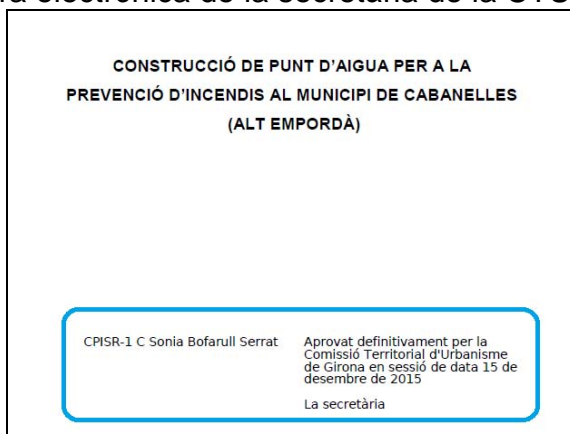 CONSTRUCCIÓ DE PUNT D'AIGUA PER A LA
PREVENCIÓ D'INCENDIS AL MUNICIPI DE CABANELLES
(ALT EMPORDÀ)
CPISR-1 C Sonia Bofarull Serrat
Aprovat definitivament per la
Comissió Territorial d'Urbanisme
de Girona en sessió de data 15 de
desembre de 2015
La secretària